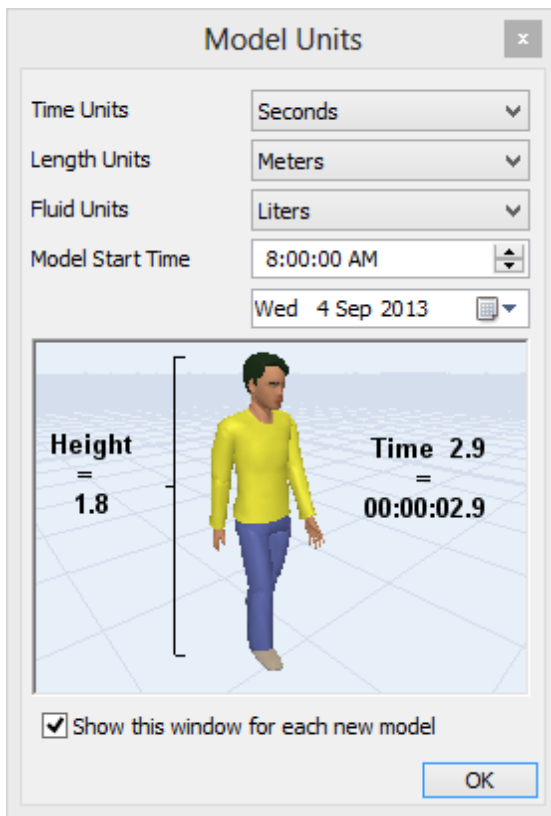 Model Units
x
Time Units Seconds
Length Units Meters
Fluid Units Liters
Model Start Time 8:00:00 AM
Wed 4 Sep 2013
Height
=
1.8
Time 2.9
=
00:00:02.9
Show this window for each new model
OK